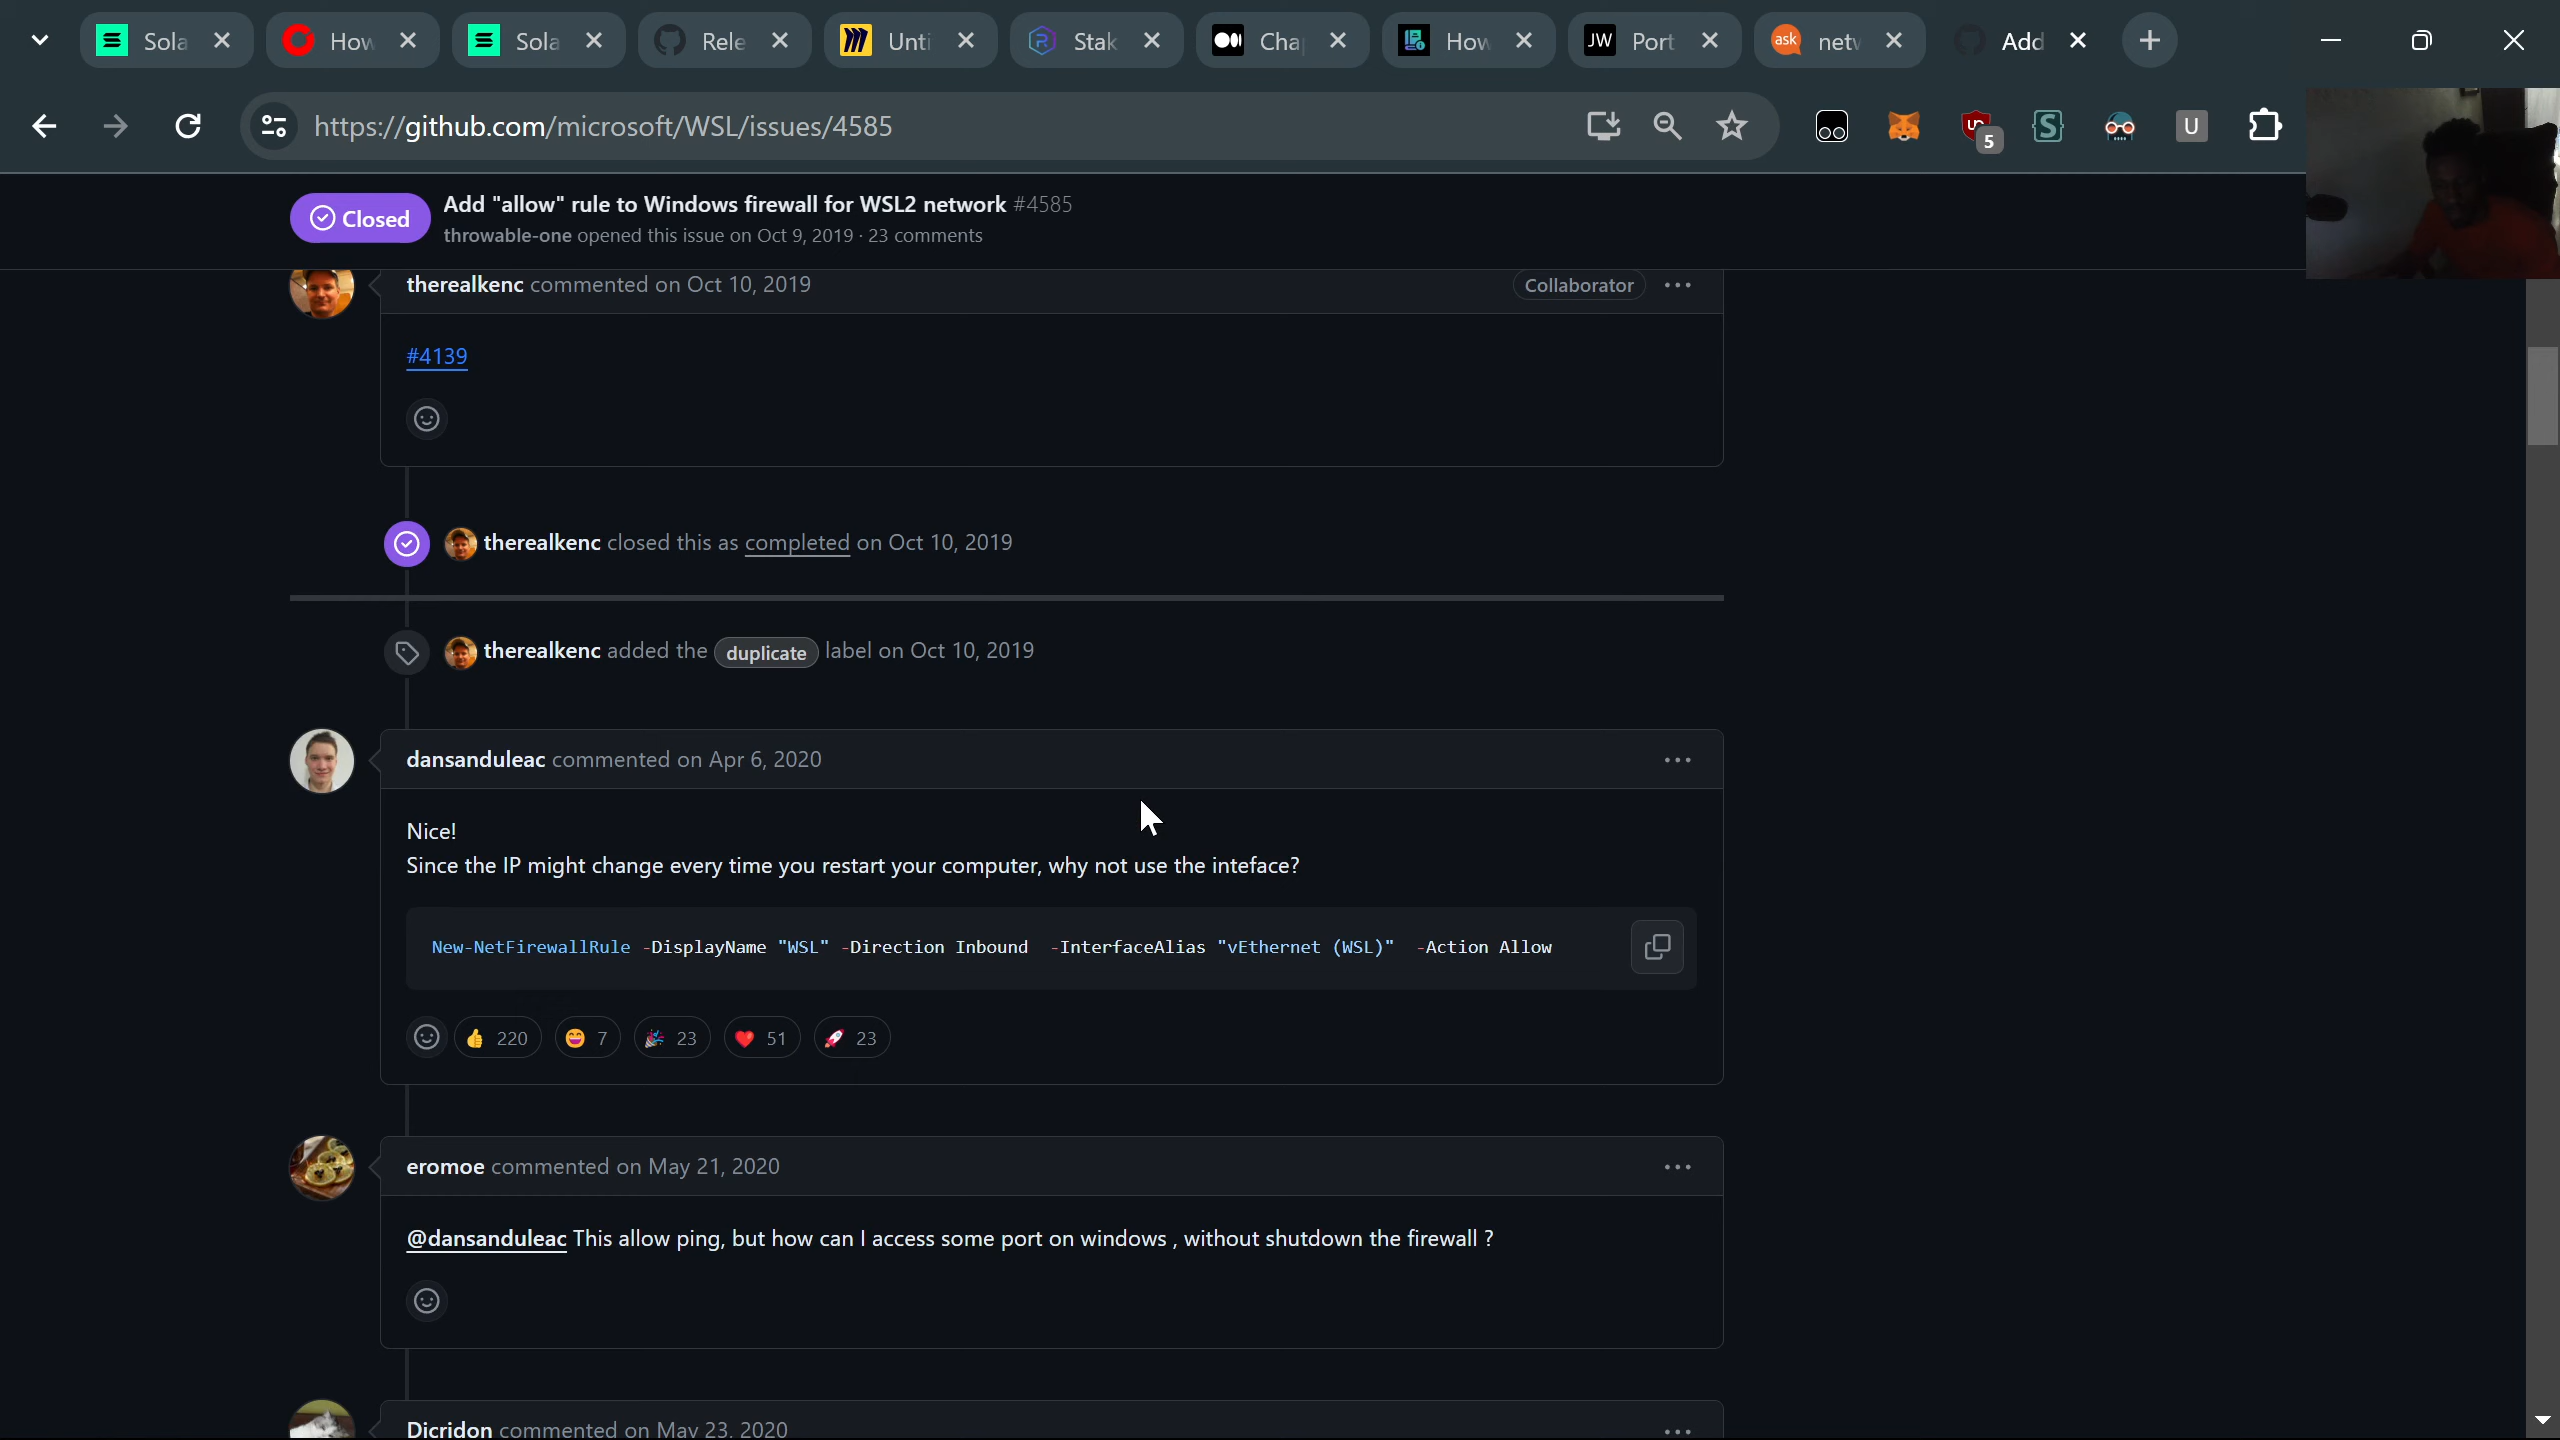 Sola
How
Sola
Rele
Unti
Stak
Cha
How
JW Port
ask netw
Add
https://github.com/microsoft/WSL/issues/4585
5
U
Closed
Add "allow" rule to Windows firewall for WSL2 network #4585
throwable-one opened this issue on Oct 9, 2019 · 23 comments
therealkenc commented on Oct 10, 2019
Collaborator
#4139
therealkenc closed this as completed on Oct 10, 2019
therealkenc added the duplicate label on Oct 10, 2019
dansanduleac commented on Apr 6, 2020
Nice!
Since the IP might change every time you restart your computer, why not use the inteface?
New-NetFirewallRule -DisplayName "WSL" -Direction Inbound -InterfaceAlias "vEthernet (WSL)" -Action Allow
220 7 23 51 23
eromoe commented on May 21, 2020
@dansanduleac This allow ping, but how can I access some port on windows , without shutdown the firewall ?
Dicridon commented on May 23, 2020